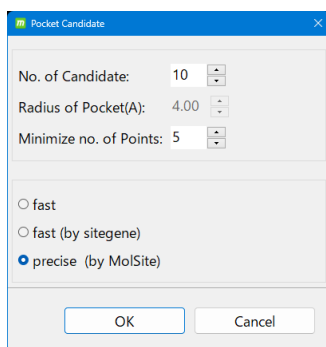 Pocket Candidate
No. of Candidate: 10
Radius of Pocket(A): 4.00
Minimize no. of Points: 5
fast
fast (by sitegene)
precise (by MolSite)
OK Cancel